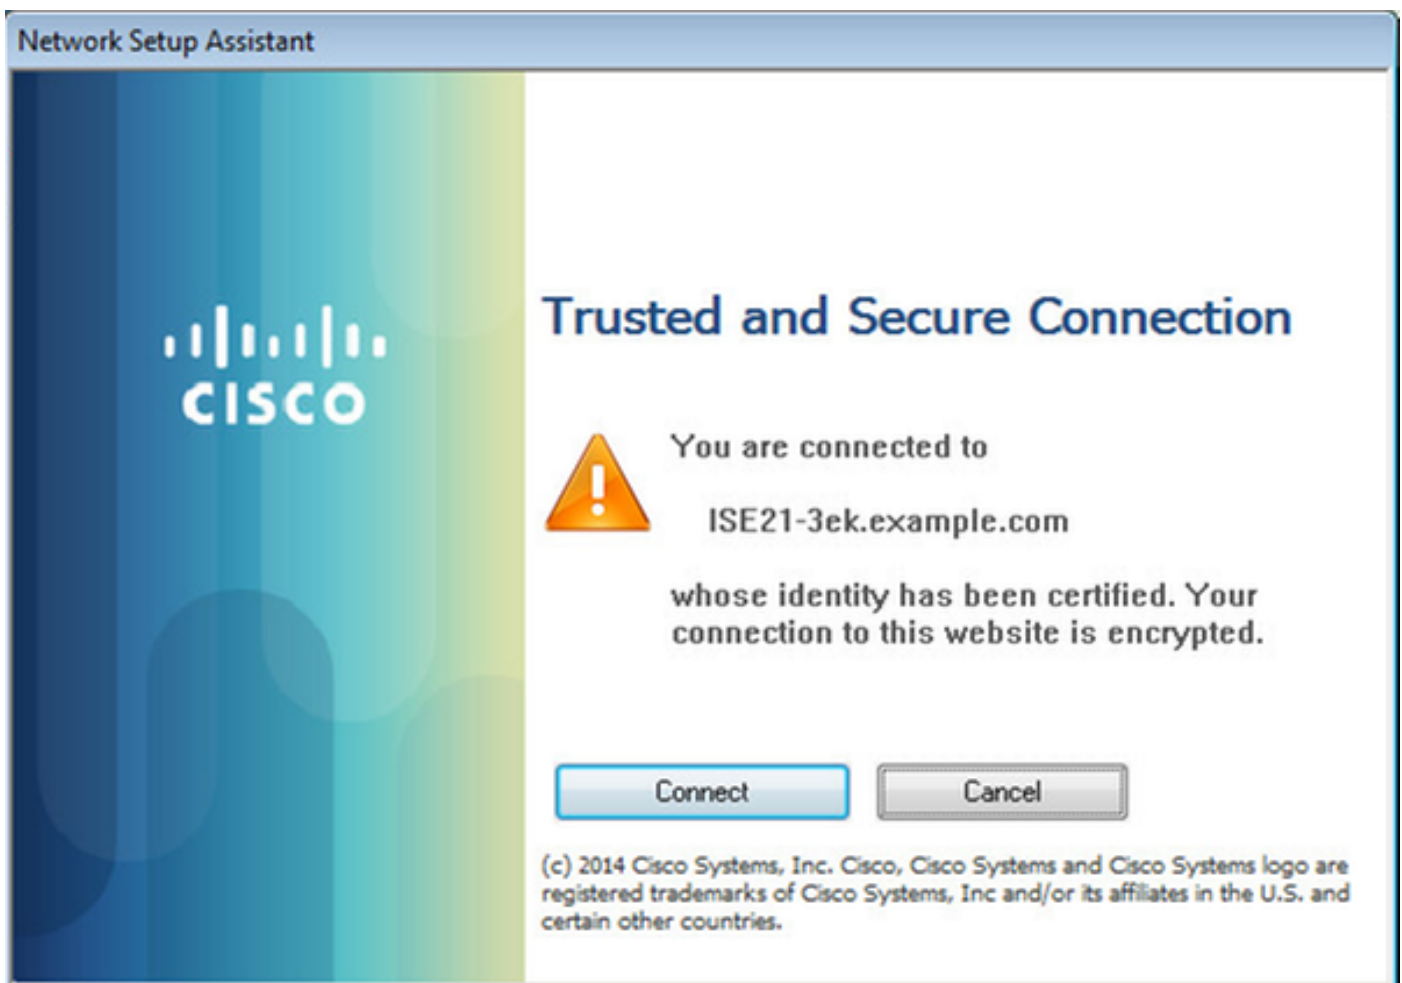 Network Setup Assistant
CISCO
Trusted and Secure Connection
You are connected to
ISE21-3ek.example.com
whose identity has been certified. Your
connection to this website is encrypted.
Connect
Cancel
(c) 2014 Cisco Systems, Inc. Cisco, Cisco Systems and Cisco Systems logo are
registered trademarks of Cisco Systems, Inc and/or its affiliates in the U.S. and
certain other countries.